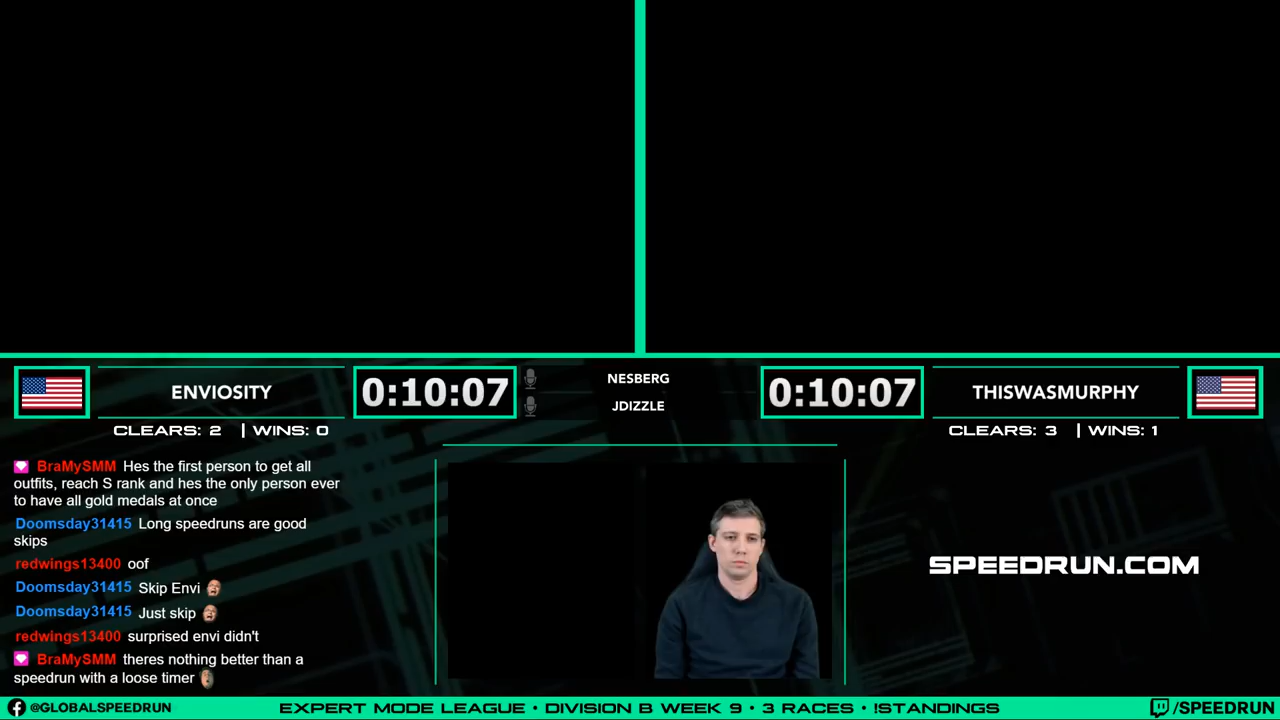 ENVIOSITY
0:10:07
NESBERG
JDIZZLE
0:10:07
THISWASMURPHY
CLEARS: 2 | WINS: 0
CLEARS: 3 | WINS: 1
BraMySMM Hes the first person to get all
outfits, reach S rank and hes the only person ever
to have all gold medals at once
Doomsday31415 Long speedruns are good
skips
redwings13400 oof
Doomsday31415 Skip Envi
Doomsday31415 Just skip
redwings13400 surprised envi didn't
BraMySMM theres nothing better than a
speedrun with a loose timer
SPEEDRUN.COM
@GLOBALSPEEDRUN
EXPERT MODE LEAGUE • DIVISION B WEEK 9 • 3 RACES • !STANDINGS
/SPEEDRUN